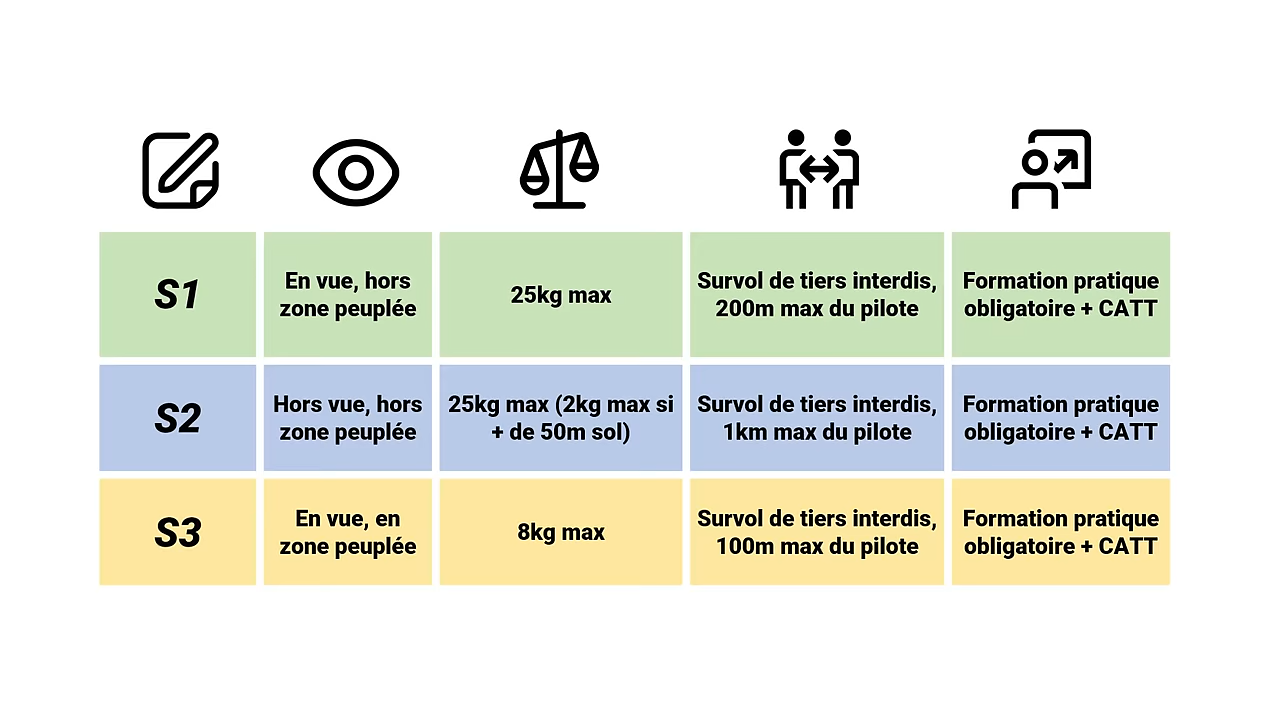 S1
En vue, hors
zone peuplée
25kg max
Survol de tiers interdis,
200m max du pilote
Formation pratique
obligatoire + CATT
S2
Hors vue, hors
zone peuplée
25kg max (2kg max si
+ de 50m sol)
Survol de tiers interdis,
1km max du pilote
Formation pratique
obligatoire + CATT
S3
En vue, en
zone peuplée
8kg max
Survol de tiers interdis,
100m max du pilote
Formation pratique
obligatoire + CATT